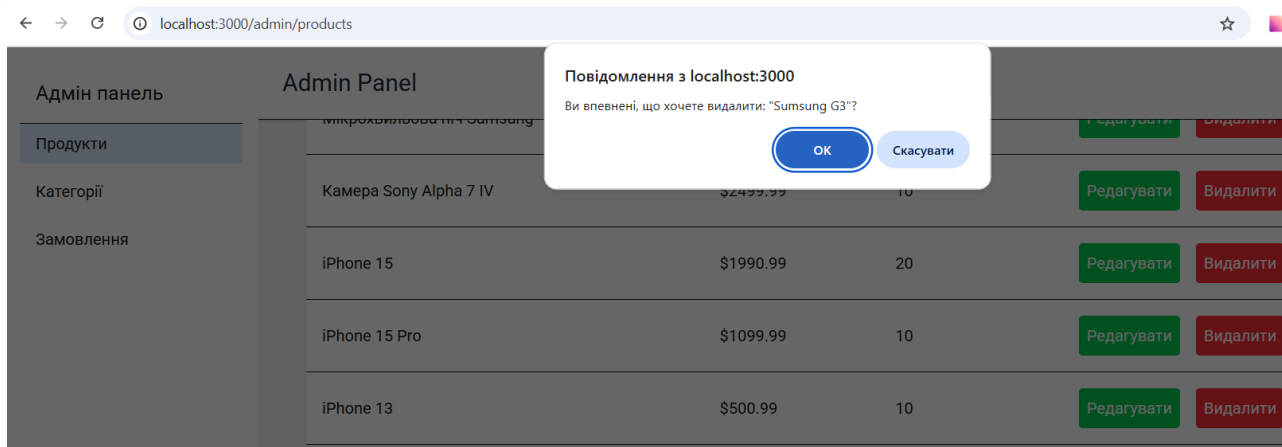 localhost:3000/admin/products
Повідомлення з localhost:3000
Ви впевнені, що хочете видалити: "Sumsung G3"?
OK Скасувати
Адмін панель
Admin Panel
Продукти
Категорії
Замовлення
Мікрохвильова піч Samsung Редагувати Видалити
Камера Sony Alpha 7 IV $2499.99 10 Редагувати Видалити
iPhone 15 $1990.99 20 Редагувати Видалити
iPhone 15 Pro $1099.99 10 Редагувати Видалити
iPhone 13 $500.99 10 Редагувати Видалити